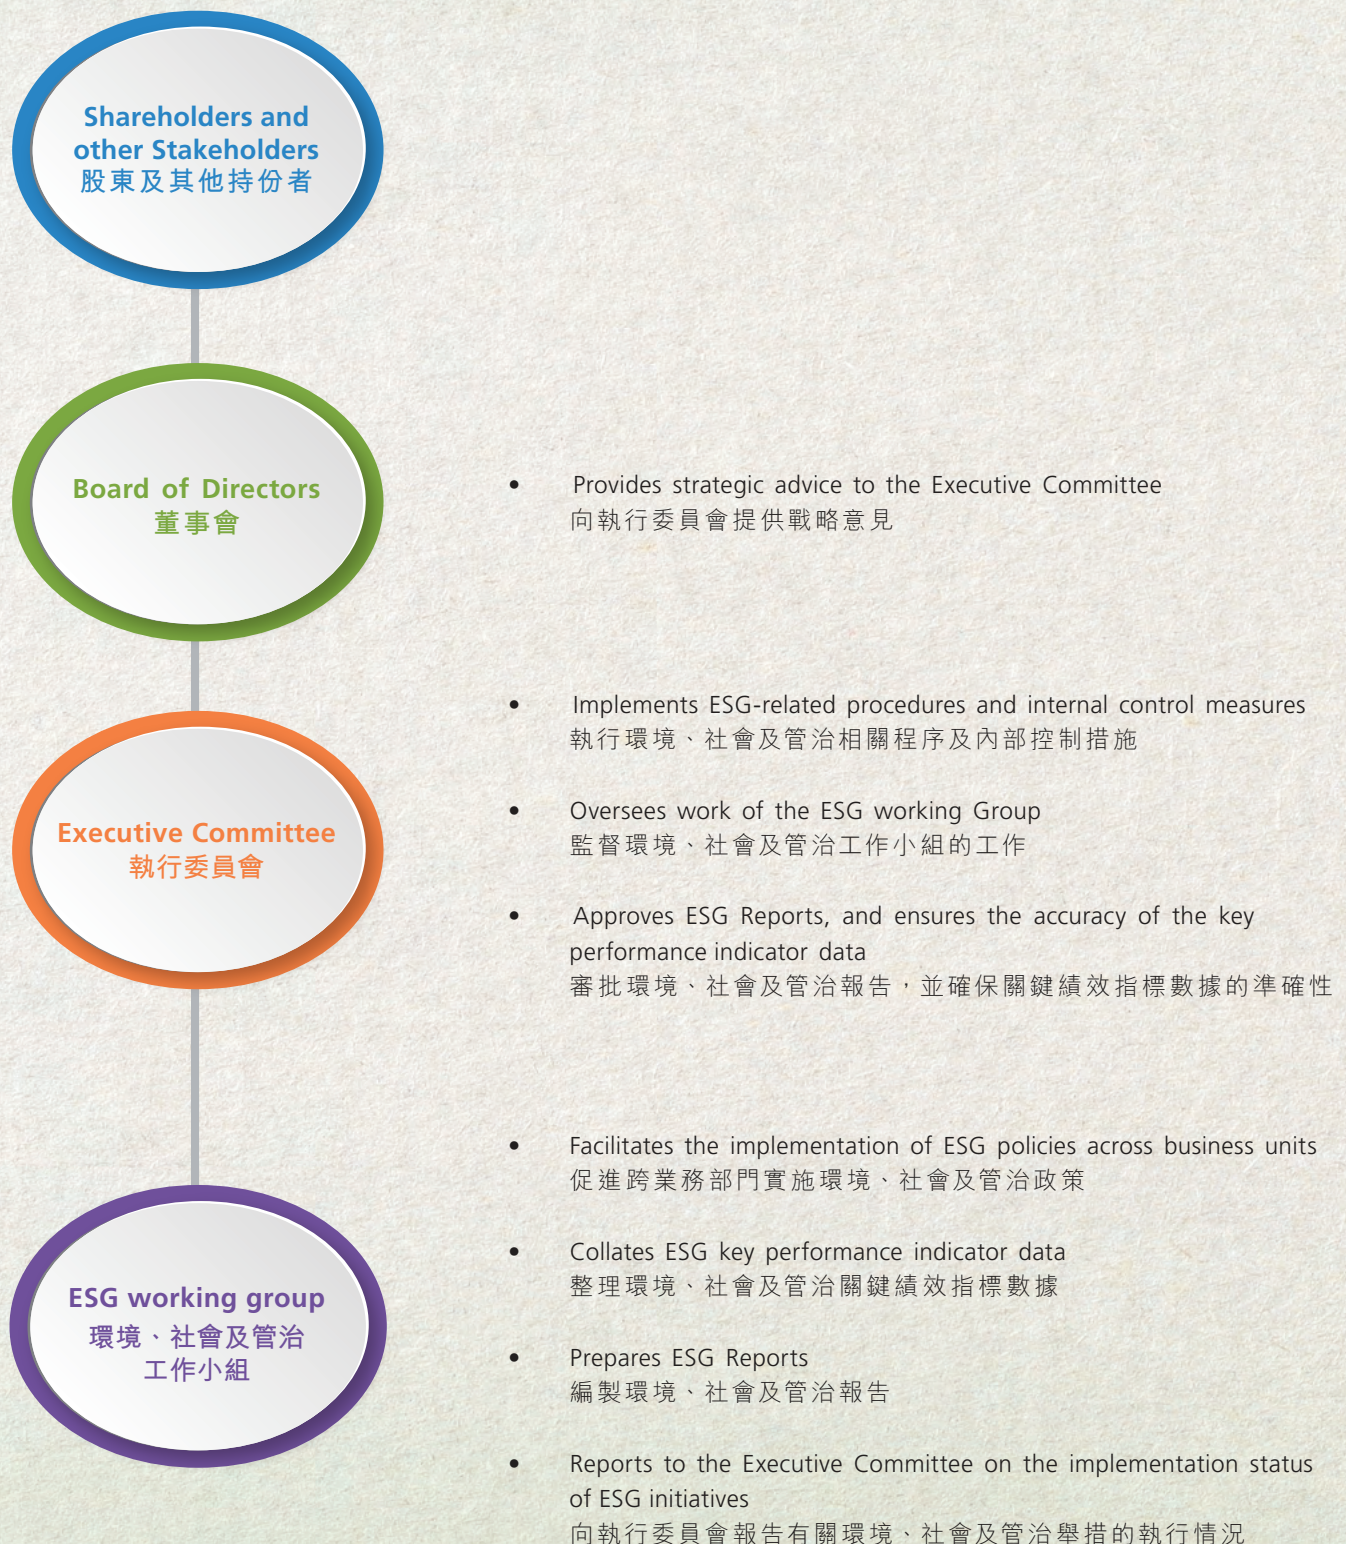 Shareholders and
other Stakeholders
股東及其他持份者
Board of Directors
董事會
• Provides strategic advice to the Executive Committee
向執行委員會提供戰略意見
Executive Committee
執行委員會
• Implements ESG-related procedures and internal control measures
執行環境、社會及管治相關程序及內部控制措施
• Oversees work of the ESG working Group
監督環境、社會及管治工作小組的工作
• Approves ESG Reports, and ensures the accuracy of the key
performance indicator data
審批環境、社會及管治報告，並確保關鍵績效指標數據的準確性
ESG working group
環境、社會及管治
工作小組
• Facilitates the implementation of ESG policies across business units
促進跨業務部門實施環境、社會及管治政策
• Collates ESG key performance indicator data
整理環境、社會及管治關鍵績效指標數據
• Prepares ESG Reports
編製環境、社會及管治報告
• Reports to the Executive Committee on the implementation status
of ESG initiatives
向執行委員會報告有關環境、社會及管治舉措的執行情況